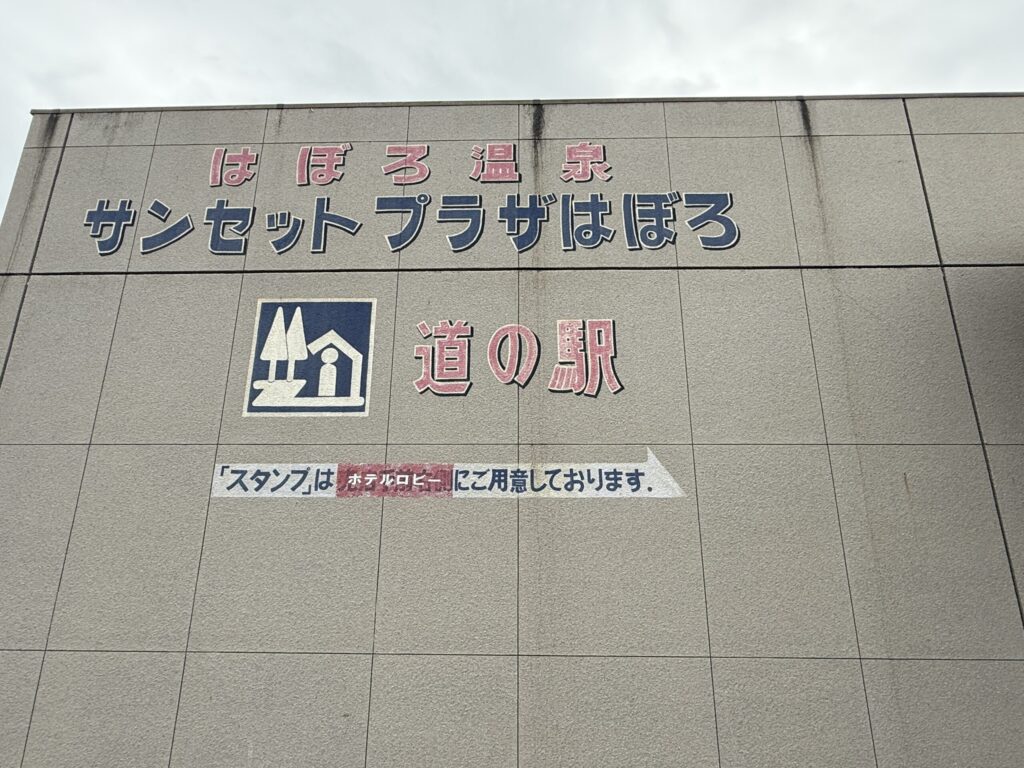 はぼろ温泉
サンセットプラザはぼろ
道の駅
「スタンプ」はホテルロビーにご用意しております.